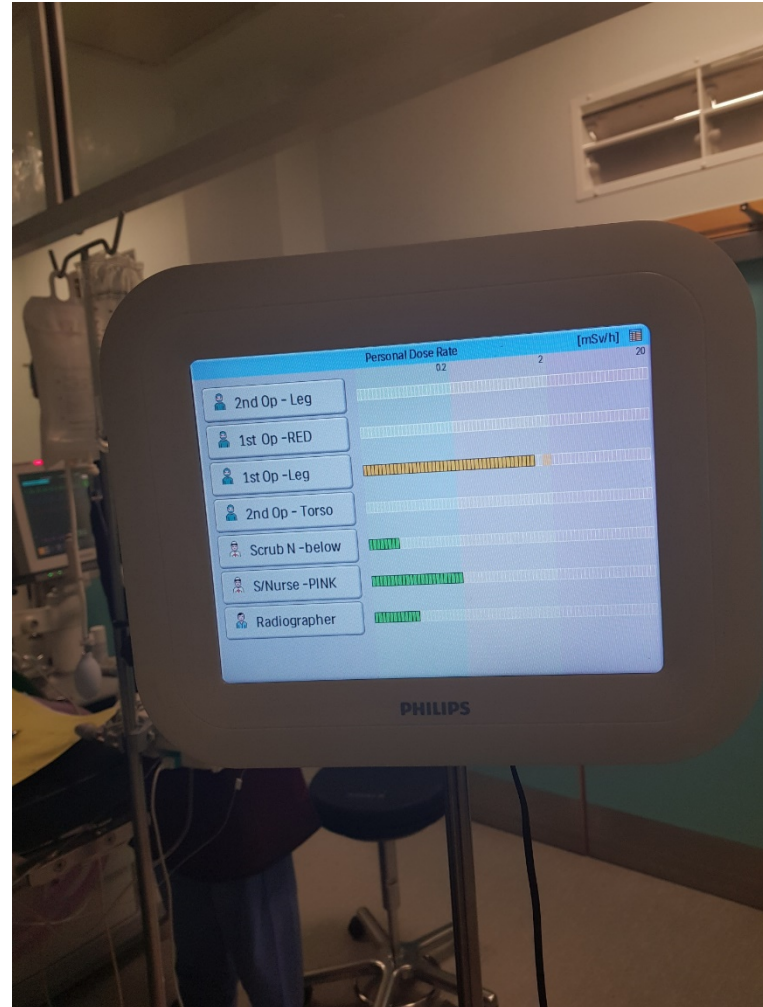 Personal Dose Rate [mSv/h]
0.2 2 20
2nd Op - Leg
1st Op -RED
1st Op -Leg
2nd Op - Torso
Scrub N -below
S/Nurse -PINK
Radiographer
PHILIPS